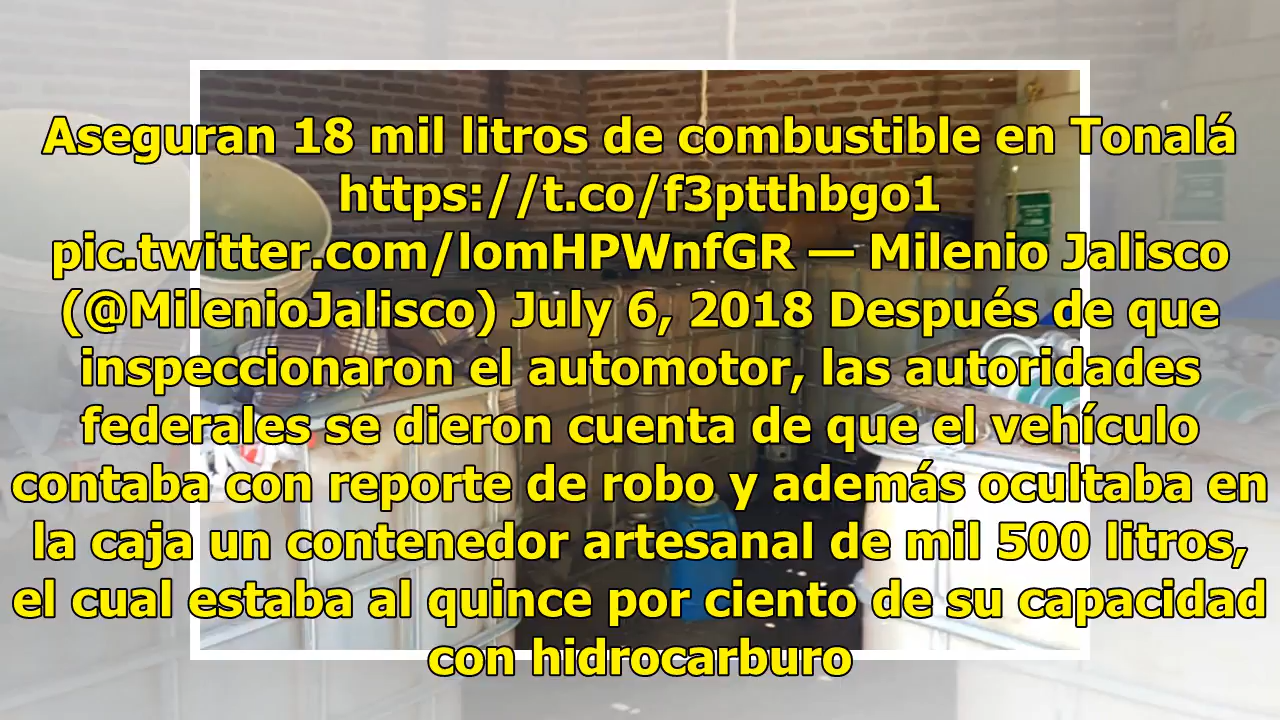 Aseguran 18 mil litros de combustible en Tonalá
https://t.co/f3ptthbgo1
pic.twitter.com/lomHPWnfGR — Milenio Jalisco
(@MilenioJalisco) July 6, 2018 Después de que
inspeccionaron el automotor, las autoridades
federales se dieron cuenta de que el vehículo
contaba con reporte de robo y además ocultaba en
la caja un contenedor artesanal de mil 500 litros,
el cual estaba al quince por ciento de su capacidad
con hidrocarburo